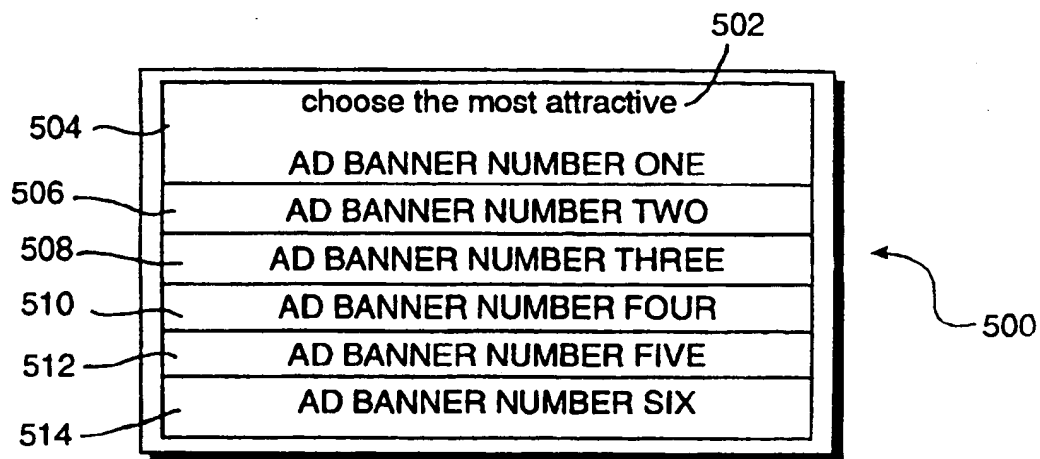 502
choose the most attractive
504
AD BANNER NUMBER ONE
506
AD BANNER NUMBER TWO
508
AD BANNER NUMBER THREE
510
AD BANNER NUMBER FOUR
500
512
AD BANNER NUMBER FIVE
514
AD BANNER NUMBER SIX